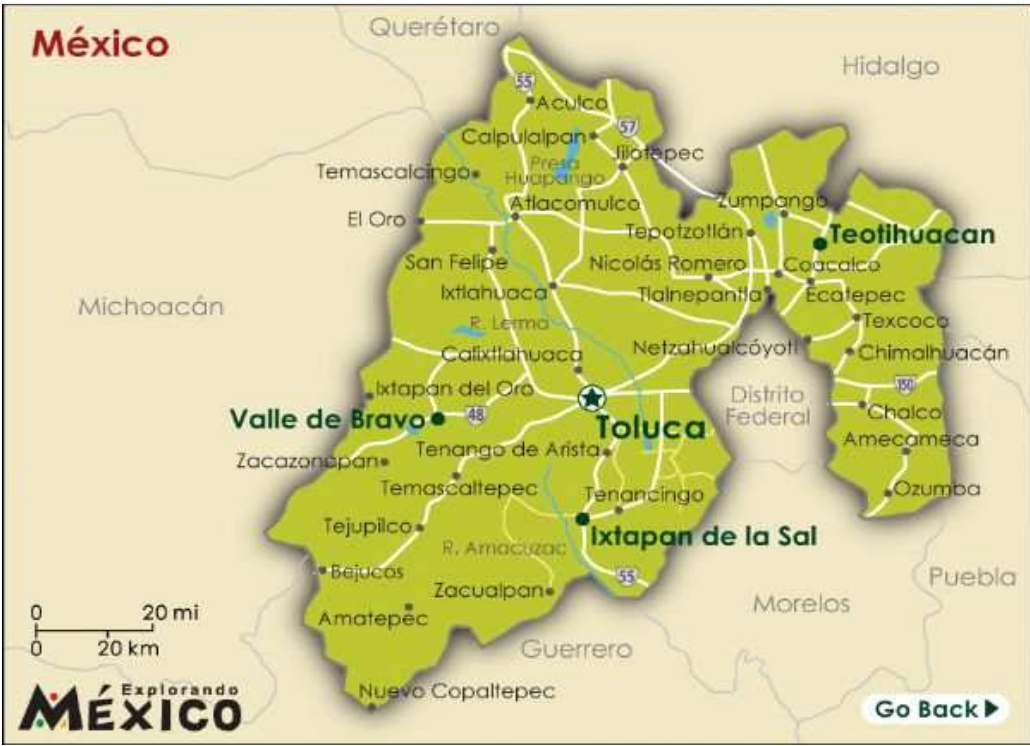 México
Querétaro
Hidalgo
55
Aculco
57
Calpulalpan
Jilotepec
Presa
Huapango
Temascalcingo
Atlacomulco
Zumpango
El Oro
Tepotzotlán
Teotihuacan
San Felipe
Nicolás Romero
Coacalco
Ixtlahuaca
Tlalnepantla
Ecatepec
Michoacán
R. Lerma
Texcoco
Calixtlahuaca
Netzahualcóyotl
Chimalhuacán
Ixtapan del Oro
Distrito
Federal
150
Valle de Bravo
48
Toluca
Chalco
Tenango de Arista
Amecameca
Zacazonapan
Temascaltepec
Tenancingo
Ozumba
Tejupilco
Ixtapan de la Sal
R. Amacuzac
Bejucos
55
Puebla
Zacualpan
Morelos
0 20 mi
Amatepec
0 20 km
Guerrero
Nuevo Copaltepec
Explorando
MÉXICO
Go Back